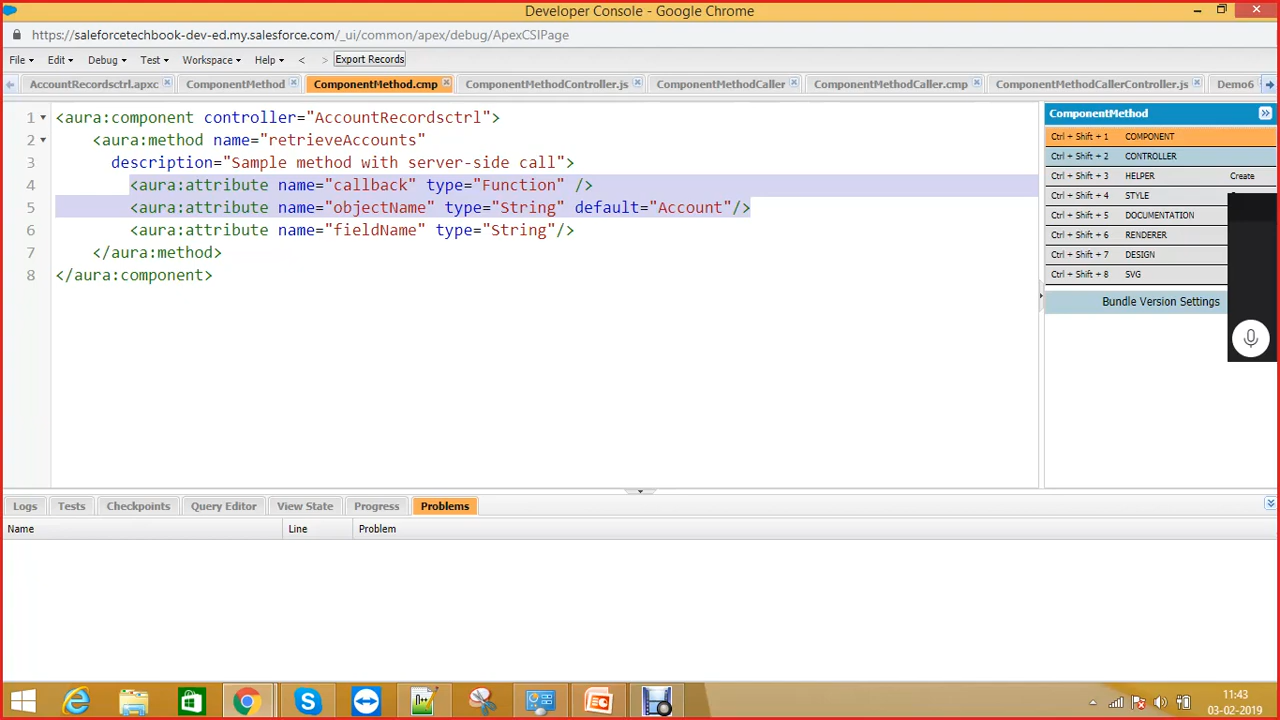 Developer Console - Google Chrome
https://saleforcetechbook-dev-ed.my.salesforce.com/_ui/common/apex/debug/ApexCSIPage
File Edit Debug Test Workspace Help < > Export Records
AccountRecordsctrl.apxc ComponentMethod ComponentMethod.cmp ComponentMethodController.js ComponentMethodCaller ComponentMethodCaller.cmp ComponentMethodCallerController.js Demo6
1 <aura:component controller="AccountRecordsctrl">
2 <aura:method name="retrieveAccounts"
3 description="Sample method with server-side call">
4 <aura:attribute name="callback" type="Function" />
5 <aura:attribute name="objectName" type="String" default="Account"/>
6 <aura:attribute name="fieldName" type="String"/>
7 </aura:method>
8 </aura:component>
ComponentMethod
Ctrl + Shift + 1 COMPONENT
Ctrl + Shift + 2 CONTROLLER
Ctrl + Shift + 3 HELPER Create
Ctrl + Shift + 4 STYLE
Ctrl + Shift + 5 DOCUMENTATION
Ctrl + Shift + 6 RENDERER
Ctrl + Shift + 7 DESIGN
Ctrl + Shift + 8 SVG
Bundle Version Settings
Logs Tests Checkpoints Query Editor View State Progress Problems
Name Line Problem
11:43
03-02-2019